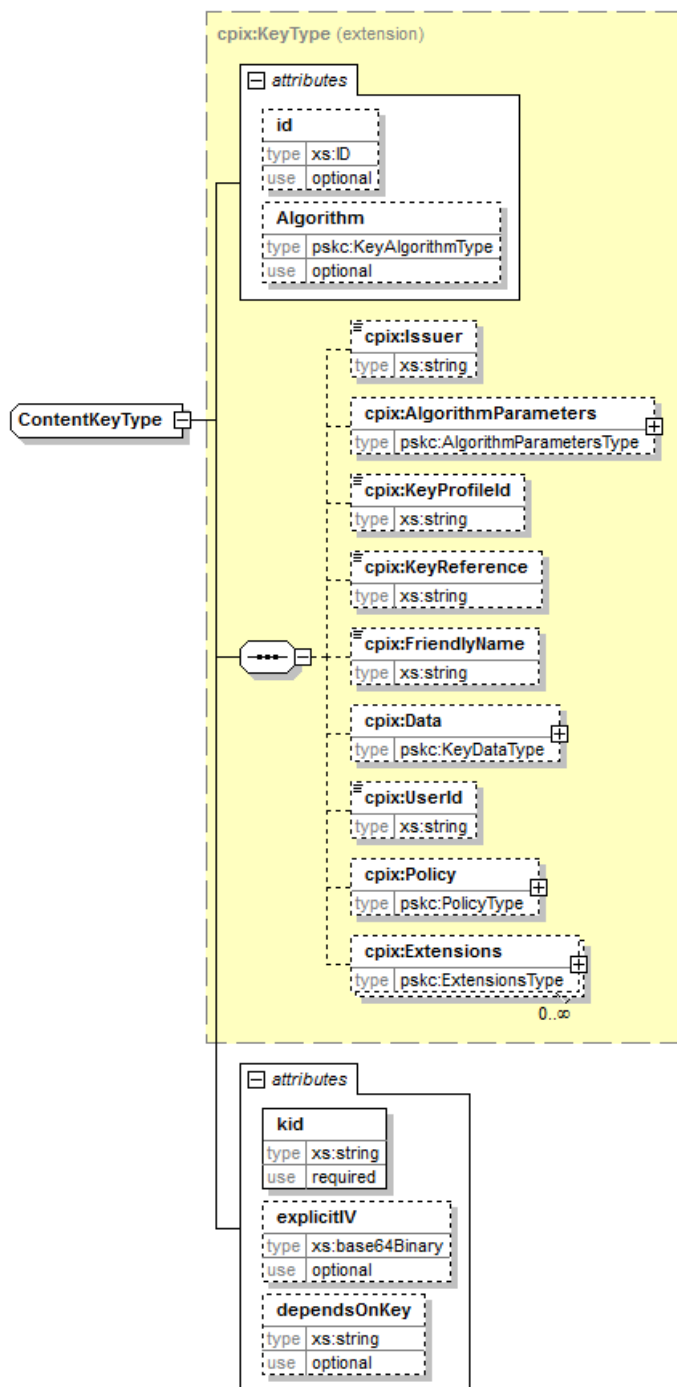 cpix:KeyType (extension)
attributes
id
type xs:ID
use optional
Algorithm
type pskc:KeyAlgorithmType
use optional
cpix:Issuer
type xs:string
ContentKeyType
cpix:AlgorithmParameters
type pskc:AlgorithmParametersType
cpix:KeyProfileId
type xs:string
cpix:KeyReference
type xs:string
cpix:FriendlyName
type xs:string
cpix:Data
type pskc:KeyDataType
cpix:UserId
type xs:string
cpix:Policy
type pskc:PolicyType
cpix:Extensions
type pskc:ExtensionsType
0..∞
attributes
kid
type xs:string
use required
explicitIV
type xs:base64Binary
use optional
dependsOnKey
type xs:string
use optional